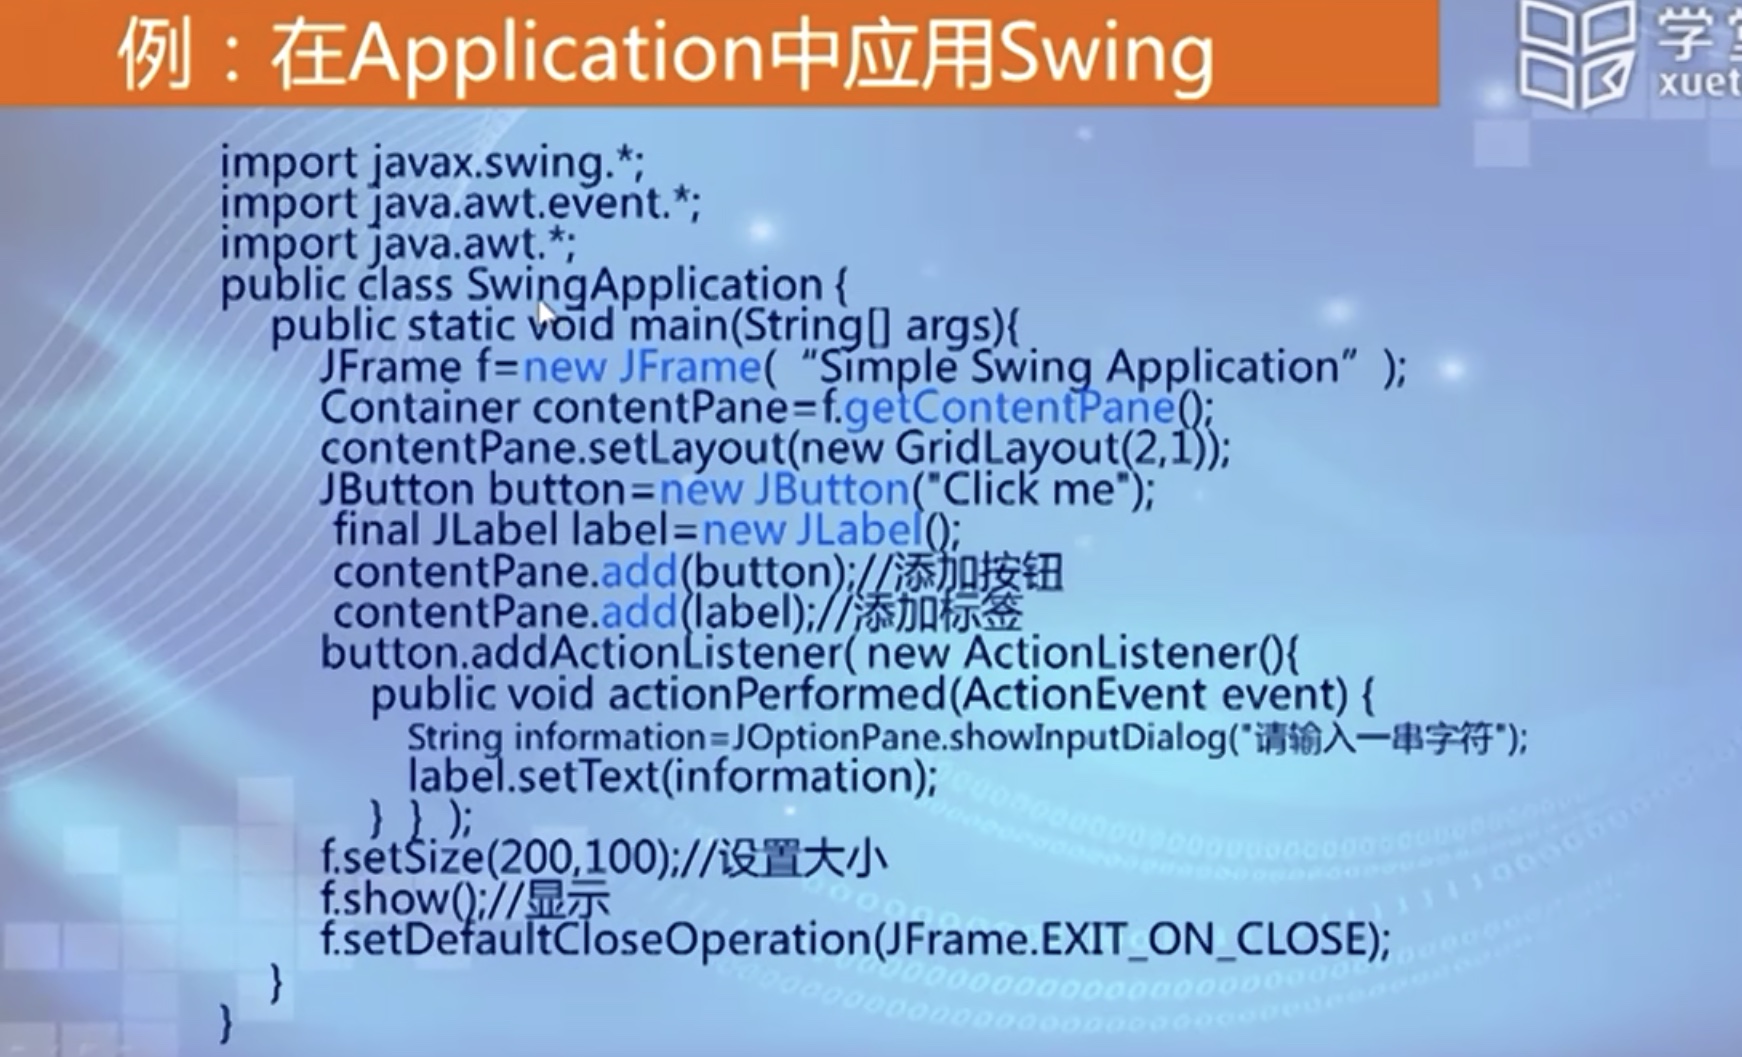 例：在Application中应用Swing
学
xuet
import javax.swing.*;
import java.awt.event.*;
import java.awt.*;
public class SwingApplication {
public static void main(String[] args){
JFrame f=new JFrame( “Simple Swing Application” );
Container contentPane=f.getContentPane();
contentPane.setLayout(new GridLayout(2,1));
JButton button=new JButton("Click me");
final JLabel label=new JLabel();
contentPane.add(button);//添加按钮
contentPane.add(label);//添加标签
button.addActionListener( new ActionListener(){
public void actionPerformed(ActionEvent event) {
String information=JOptionPane.showInputDialog("请输入一串字符");
label.setText(information);
} } );
f.setSize(200,100);//设置大小
f.show();//显示
f.setDefaultCloseOperation(JFrame.EXIT_ON_CLOSE);
}
}